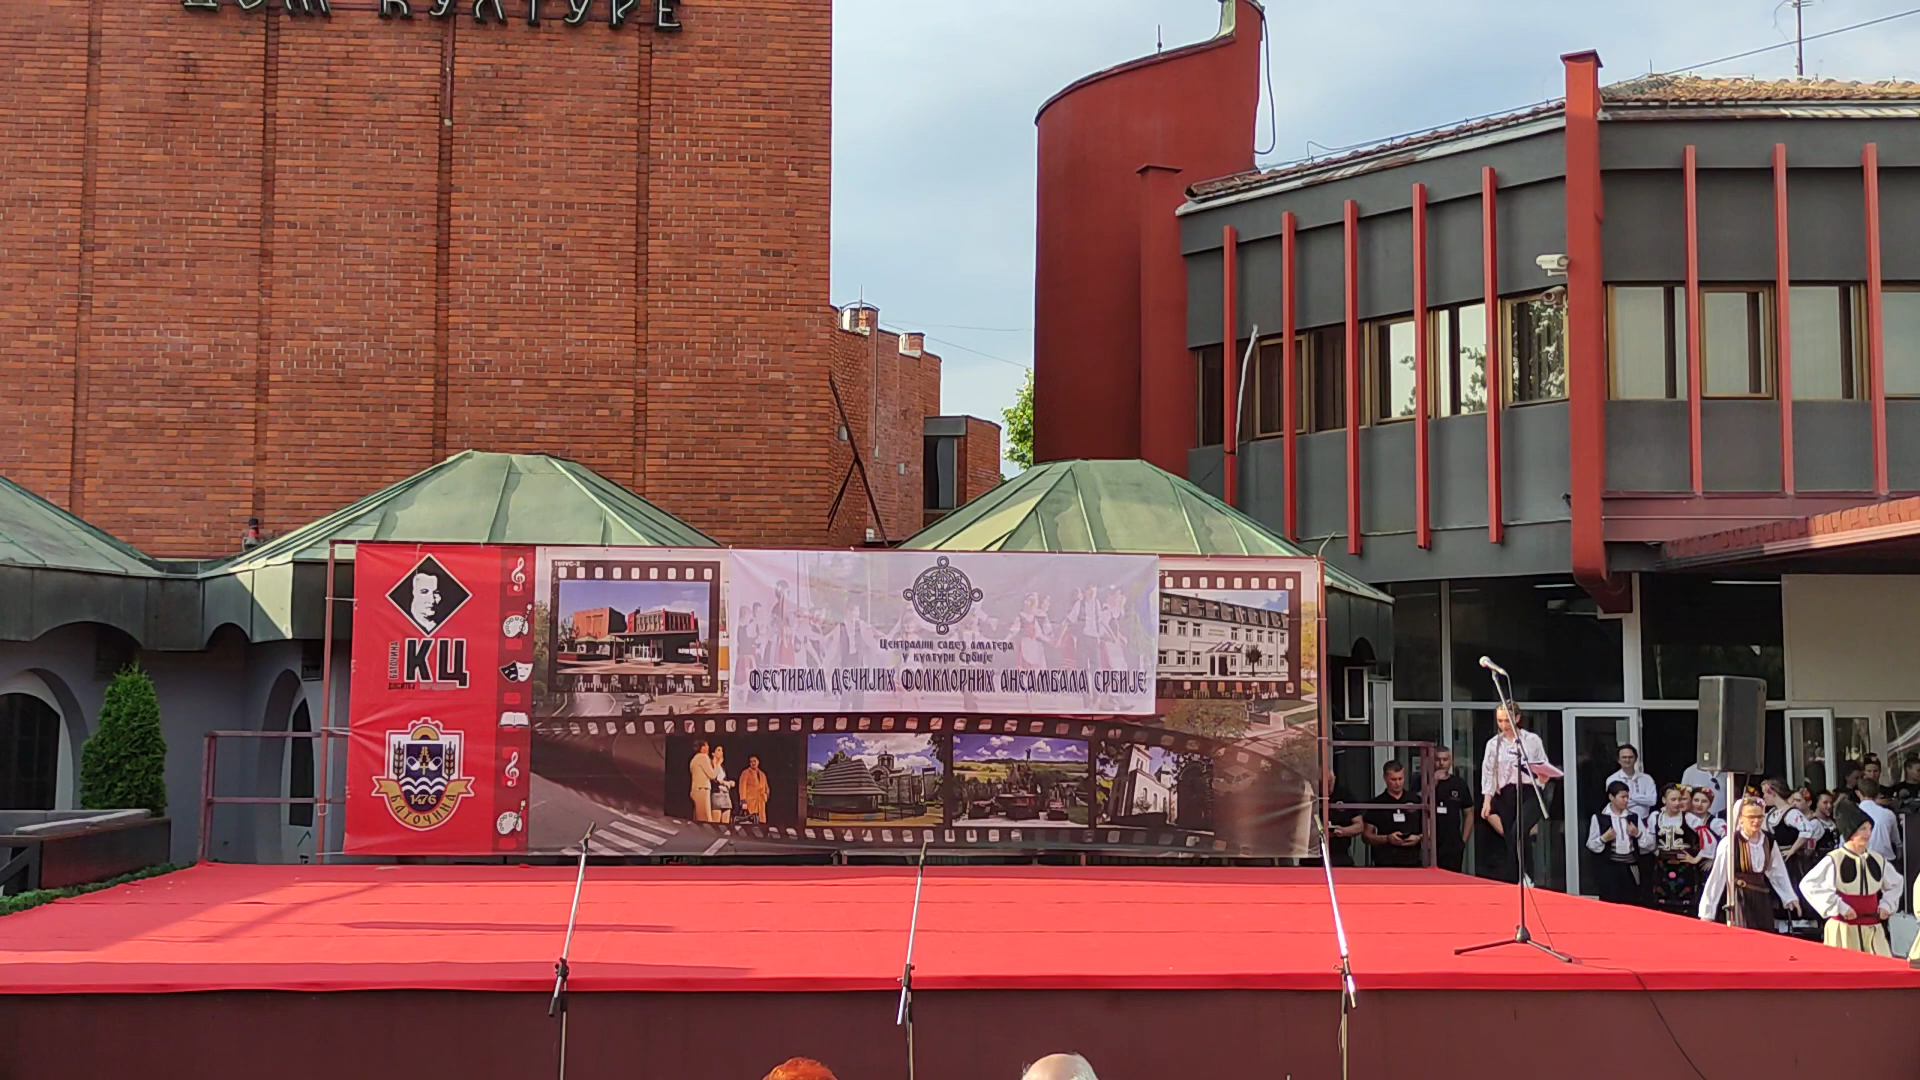 ДОМ КУЛТУРЕ
КЦ
БАТОЧИНА
1476
БАТОЧИНА
Централни савез аматера
у култури Србије
ФЕСТИВАЛ ДЕЧИЈИХ ФОЛКЛОРНИХ АНСАМБАЛА СРБИЈЕ